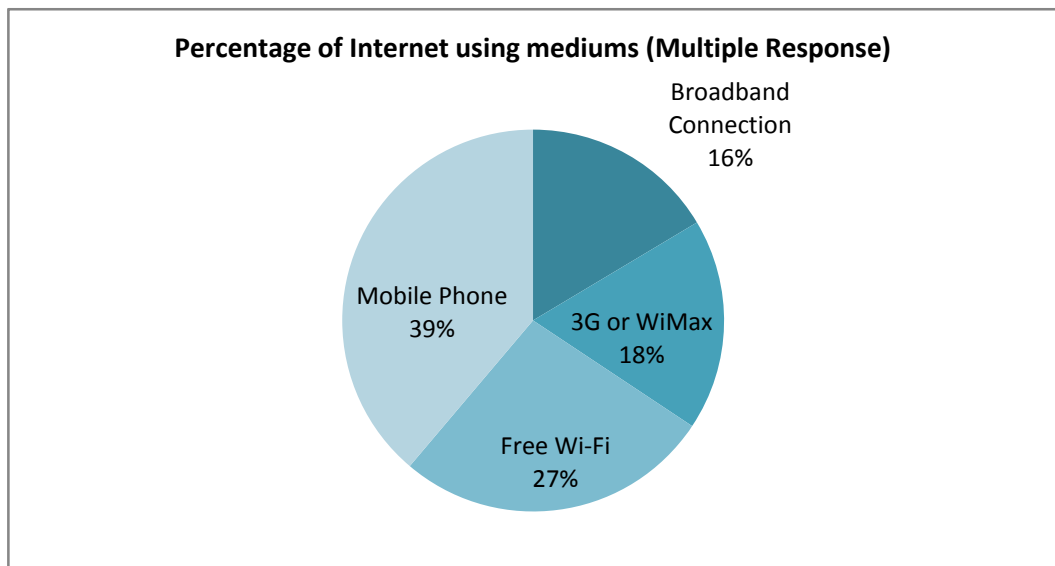 Percentage of Internet using mediums (Multiple Response)
Broadband
Connection
16%
3G or WiMax
18%
Free Wi-Fi
27%
Mobile Phone
39%